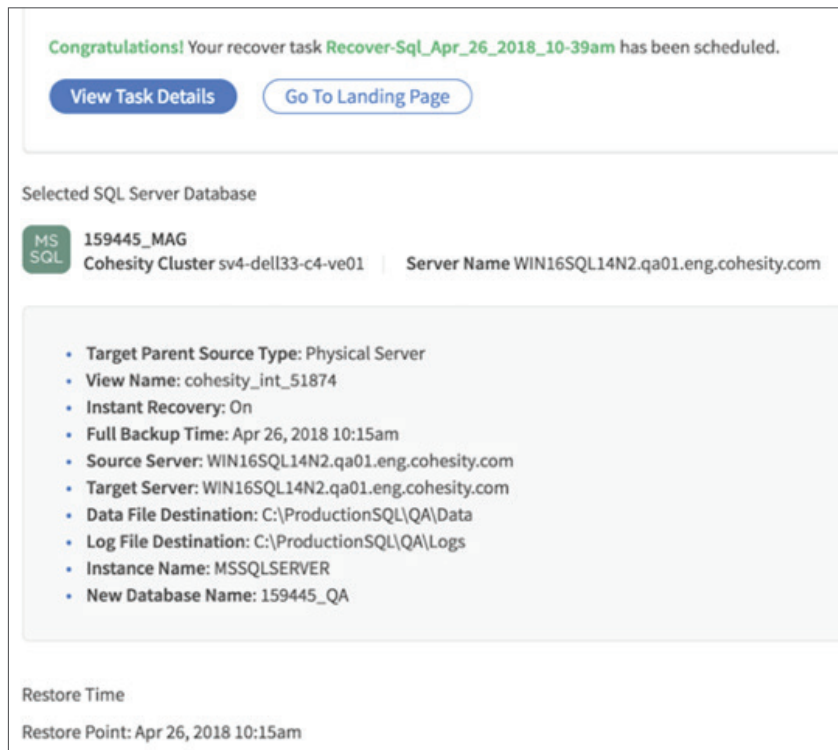 Congratulations! Your recover task Recover-Sql_Apr_26_2018_10-39am has been scheduled.
View Task Details Go To Landing Page
Selected SQL Server Database
MS SQL
159445_MAG
Cohesity Cluster sv4-dell33-c4-ve01 Server Name WIN16SQL14N2.qa01.eng.cohesity.com
• Target Parent Source Type: Physical Server
• View Name: cohesity_int_51874
• Instant Recovery: On
• Full Backup Time: Apr 26, 2018 10:15am
• Source Server: WIN16SQL14N2.qa01.eng.cohesity.com
• Target Server: WIN16SQL14N2.qa01.eng.cohesity.com
• Data File Destination: C:\ProductionSQL\QA\Data
• Log File Destination: C:\ProductionSQL\QA\Logs
• Instance Name: MSSQLSERVER
• New Database Name: 159445_QA
Restore Time
Restore Point: Apr 26, 2018 10:15am